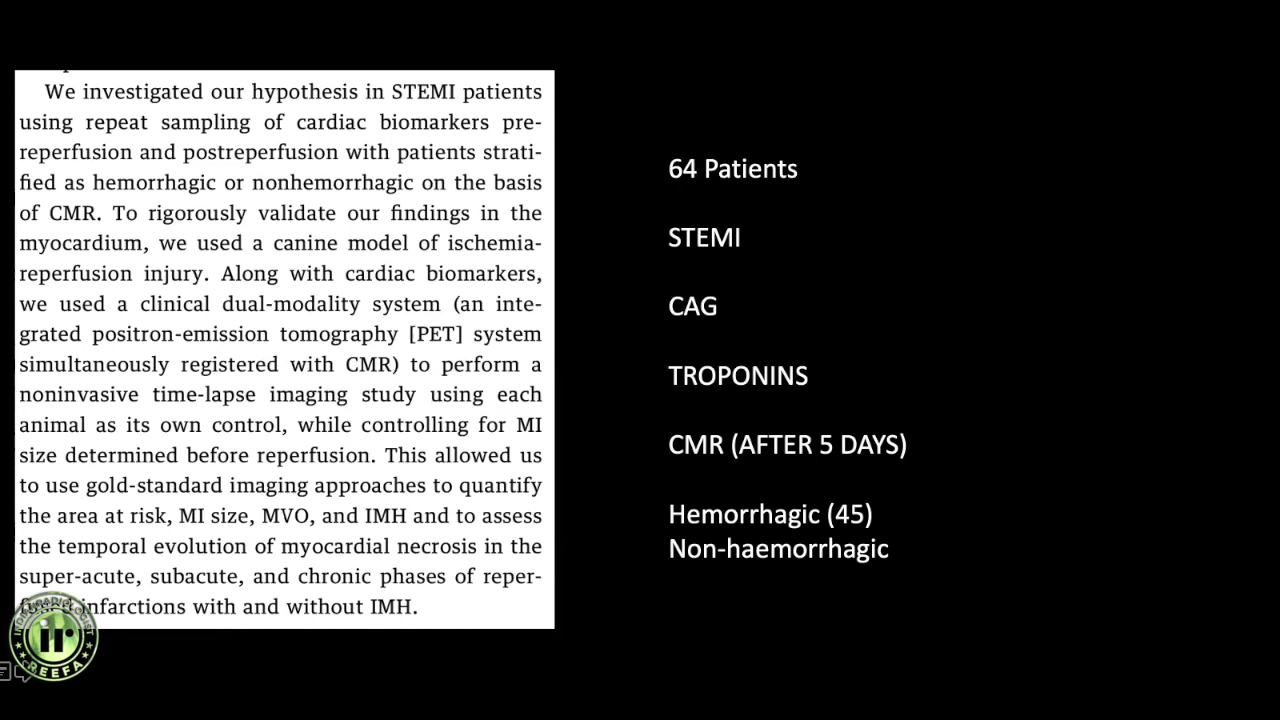 We investigated our hypothesis in STEMI patients
using repeat sampling of cardiac biomarkers pre-
reperfusion and postreperfusion with patients strati-
fied as hemorrhagic or nonhemorrhagic on the basis
of CMR. To rigorously validate our findings in the
myocardium, we used a canine model of ischemia-
reperfusion injury. Along with cardiac biomarkers,
we used a clinical dual-modality system (an inte-
grated positron-emission tomography [PET] system
simultaneously registered with CMR) to perform a
noninvasive time-lapse imaging study using each
animal as its own control, while controlling for MI
size determined before reperfusion. This allowed us
to use gold-standard imaging approaches to quantify
the area at risk, MI size, MVO, and IMH and to assess
the temporal evolution of myocardial necrosis in the
super-acute, subacute, and chronic phases of reper-
infarctions with and without IMH.
64 Patients
STEMI
CAG
TROPONINS
CMR (AFTER 5 DAYS)
Hemorrhagic (45)
Non-haemorrhagic
ir
REEFA